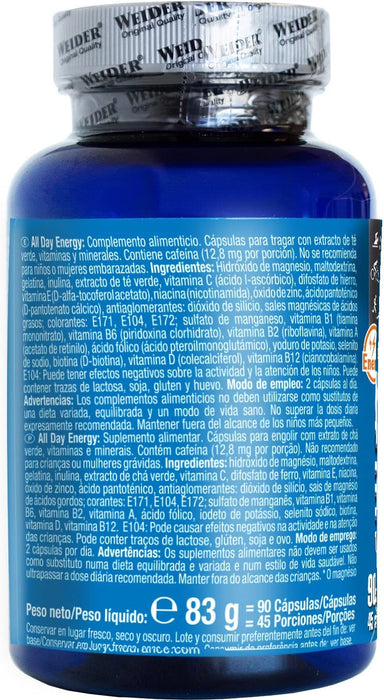 WEIDER®
Original Quality
WEIDER®
Original Quality
WEIDER®
Original Quality
WEIDER®
Ⓔ All Day Energy: Complemento alimenticio. Cápsulas para tragar con extracto de té
verde, vitaminas y minerales. Contiene cafeína (12,8 mg por porción). No se recomienda
para niños o mujeres embarazadas. Ingredientes: Hidróxido de magnesio, maltodextrina,
gelatina, inulina, extracto de té verde, vitamina C (ácido l-ascórbico), difosfato de hierro,
vitamina E (D-alfa-tocoferolacetato), niacina (nicotinamida), óxido de zinc, ácido pantoténico
(D-pantotenato cálcico), antiaglomerantes: dióxido de silicio, sales magnésicas de ácidos
grasos; colorantes: E171, E104, E172; sulfato de manganeso, vitamina B1 (tiamina
mononitrato), vitamina B6 (piridoxina clorhidrato), vitamina B2 (riboflavina), vitamina A
(acetato de retinilo), ácido fólico (ácido pteroilmonoglutámico), yoduro de potasio, selenito
de sodio, biotina (D-biotina), vitamina D (colecalciferol), vitamina B12 (cianocobalamina)
E104: Puede tener efectos negativos sobre la actividad y la atención de los niños. Puede
contener trazas de lactosa, soja, gluten y huevo. Modo de empleo: 2 cápsulas al día.
Advertencias: Los complementos alimenticios no deben utilizarse como sustitutos de
una dieta variada, equilibrada y un modo de vida sano. No superar la dosis diaria
expresamente recomendada. Mantener fuera del alcance de los niños más pequeños.
All Day Energy: Suplemento alimentar. Cápsulas para engolir com extrato de chá
verde, vitaminas e minerais. Contém cafeína (12,8 mg por porção). Não recomendado
para crianças ou mulheres grávidas. Ingredientes: hidróxido de magnésio, maltodextrina,
gelatina, inulina, extracto de chá verde, vitamina C, difosfato de ferro, vitamina E, niacina,
óxido de zinco, ácido pantoténico, antiaglomerantes: dióxido de silício, sais de magnésio
de ácidos gordos; corantes: E171, E104, E172; sulfato de manganês, vitamina B1, vitamina
B6, vitamina B2, vitamina A, ácido fólico, iodeto de potássio, selenito sódico, biotina,
vitamina D, vitamina B12. E104: Pode causar efeitos negativos na actividade e na atenção
das crianças. Pode conter traços de lactose, glúten, soja e ovo. Modo de emprego:
2 cápsulas por dia. Advertências: Os suplementos alimentares não devem ser usados
como substituto numa dieta equilibrada e variada e num estilo de vida saudável. Não
ultrapassar a dose diária recomendada. Manter fora do alcance das crianças. *O magnésio
Peso neto/Peso líquido: ℮ 83 g = 90 Cápsulas/Cápsulas
= 45 Porciones/Porções
Conservar en lugar fresco, seco y oscuro. Lote y consumir preferentemente antes del fin de: ver
90
45
Ener